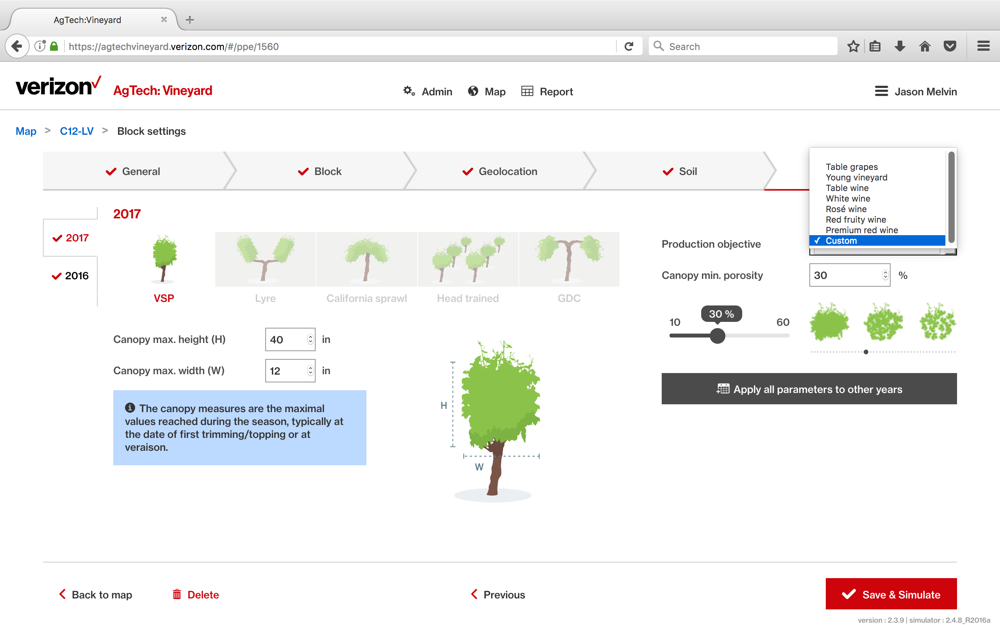 AgTech:Vineyard
https://agtechvineyard.verizon.com/#/ppe/1560
Search
verizon
AgTech: Vineyard
Admin
Map
Report
Jason Melvin
Map > C12-LV > Block settings
General
Block
Geolocation
Soil
Table grapes
Young vineyard
Table wine
White wine
Rosé wine
Red fruity wine
Premium red wine
Custom
2017
2017
2016
VSP
Lyre
California sprawl
Head trained
GDC
Production objective
Canopy min. porosity
30
%
10
30 %
60
Canopy max. height (H)
40
in
Canopy max. width (W)
12
in
The canopy measures are the maximal
values reached during the season, typically at
the date of first trimming/topping or at
veraison.
H
W
Apply all parameters to other years
Back to map
Delete
Previous
Save & Simulate
version : 2.3.9 | simulator : 2.4.8_R2016a